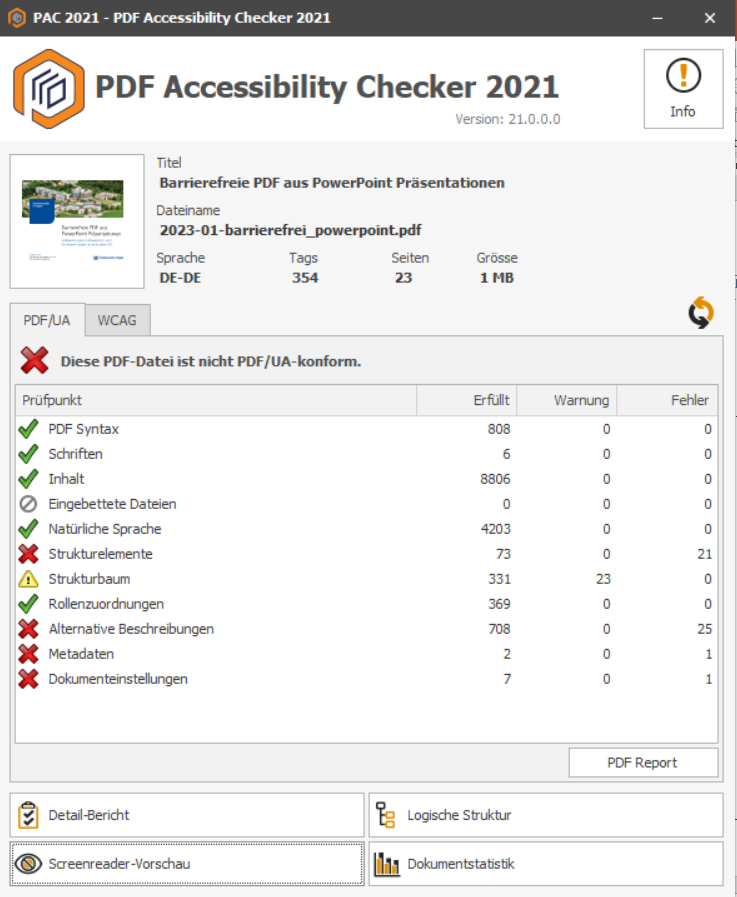 PAC 2021 - PDF Accessibility Checker 2021
PDF Accessibility Checker 2021
Version: 21.0.0.0
Info
Titel
Barrierefreie PDF aus PowerPoint Präsentationen
Dateiname
2023-01-barrierefrei_powerpoint.pdf
Sprache Tags Seiten Grösse
DE-DE 354 23 1 MB
Barrierefreie PDF aus
PowerPoint Präsentationen
PDF/UA WCAG
Diese PDF-Datei ist nicht PDF/UA-konform.
Prüfpunkt Erfüllt Warnung Fehler
PDF Syntax 808 0 0
Schriften 6 0 0
Inhalt 8806 0 0
Eingebettete Dateien 0 0 0
Natürliche Sprache 4203 0 0
Strukturelemente 73 0 21
Strukturbaum 331 23 0
Rollenzuordnungen 369 0 0
Alternative Beschreibungen 708 0 25
Metadaten 2 0 1
Dokumenteinstellungen 7 0 1
PDF Report
Detail-Bericht Logische Struktur
Screenreader-Vorschau Dokumentstatistik